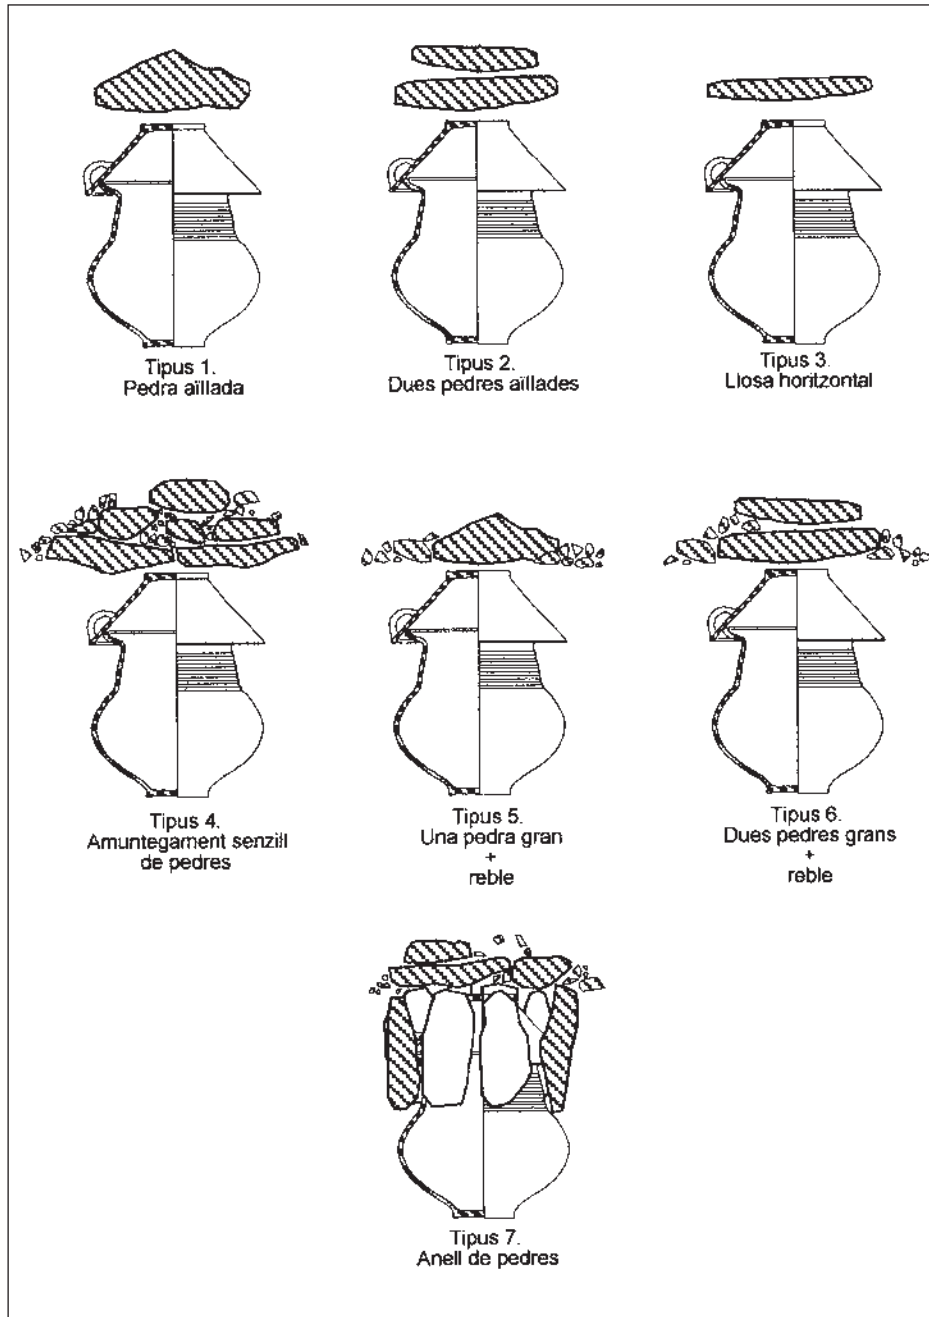 Tipus 1.
Pedra aïllada
Tipus 2.
Dues pedres aïllades
Tipus 3.
Llosa horitzontal
Tipus 4.
Amuntegament senzill
de pedres
Tipus 5.
Una pedra gran
+
reble
Tipus 6.
Dues pedres grans
+
reble
Tipus 7.
Anell de pedres